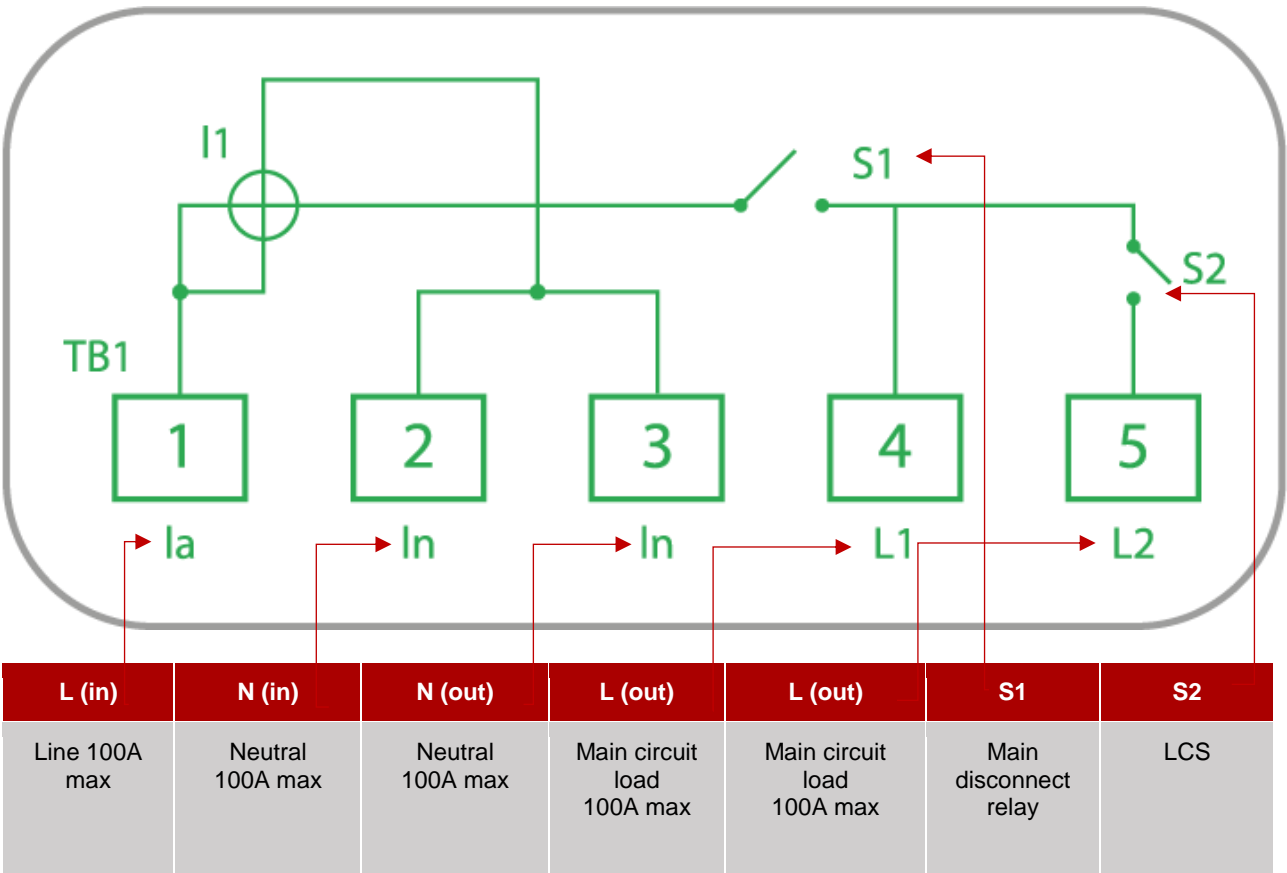 I1
S1
S2
TB1
1
2
3
4
5
Ia
In
In
L1
L2
L (in)
N (in)
N (out)
L (out)
L (out)
S1
S2
Line 100A
max
Neutral
100A max
Neutral
100A max
Main circuit
load
100A max
Main circuit
load
100A max
Main
disconnect
relay
LCS